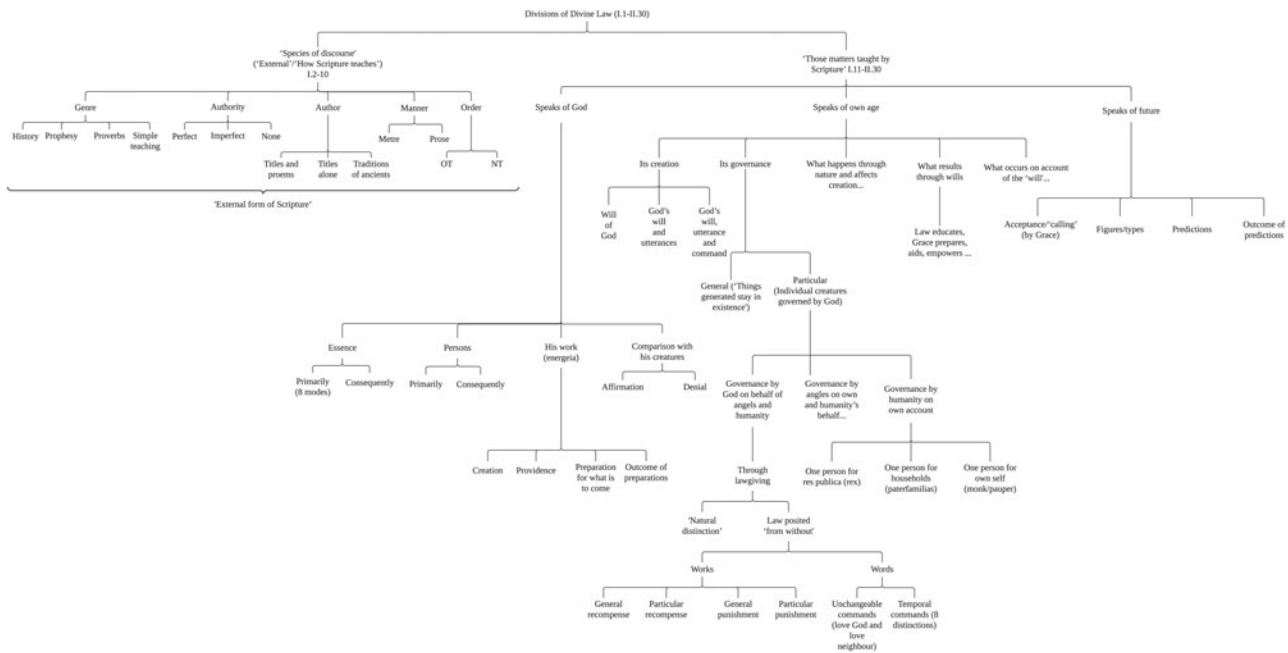 Divisions of Divine Law (I.1-II.30)
‘Species of discourse’
(‘External’/‘How Scripture teaches’)
I.2-10
‘Those matters taught by
Scripture’ I.11-II.30
Genre
Authority
Author
Manner
Order
Speaks of God
Speaks of own age
Speaks of future
History
Prophesy
Proverbs
Simple
teaching
Perfect
Imperfect
None
Metre
Prose
Titles and
proems
Titles
alone
Traditions
of ancients
OT
NT
'External form of Scripture’
Its creation
Its governance
What happens through
nature and affects
creation...
What results
through wills
What occurs on account
of the ‘will’...
Will
of
God
God’s
will
and
utterances
God’s
will,
utterance
and
command
Law educates,
Grace prepares,
aids, empowers ...
Acceptance/“calling’
(by Grace)
Figures/types
Predictions
Outcome of
predictions
General (‘Things
generated stay in
existence')
Particular
(Individual creatures
governed by God)
Essence
Persons
His work
(energeia)
Comparison with
his creatures
Primarily
(8 modes)
Consequently
Primarily
Consequently
Affirmation
Denial
Governance by
God on behalf of
angels and
humanity
Governance by
angles on own
and humanity’s
behalf...
Governance by
humanity on
own account
Creation
Providence
Preparation
for what is
to come
Outcome of
preparations
Through
lawgiving
One person for
res publica (rex)
One person for
households
(paterfamilias)
One person for
own self
(monk/pauper)
'Natural
distinction’
Law posited
‘from without'
Works
Words
General
recompense
Particular
recompense
General
punishment
Particular
punishment
Unchangeable
commands
(love God and
love
neighbour)
Temporal
commands (8
distinctions)